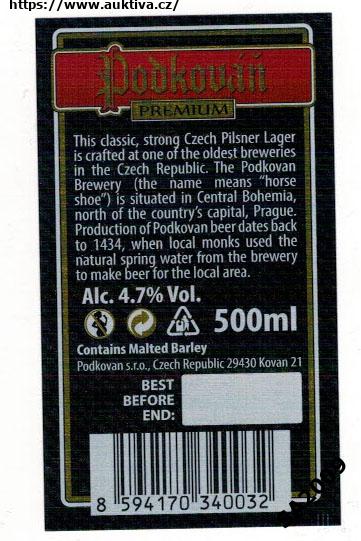 https://www.auktiva.cz/
Podkováň
PREMIUM
This classic, strong Czech Pilsner Lager
is crafted at one of the oldest breweries
in the Czech Republic. The Podkovan
Brewery (the name means "horse
shoe") is situated in Central Bohemia,
north of the country's capital, Prague.
Production of Podkovan beer dates back
to 1434, when local monks used the
natural spring water from the brewery
to make beer for the local area.
Alc. 4.7% Vol.
500ml
Contains Malted Barley
Podkovan s.r.o., Czech Republic 29430 Kovan 21
BEST
BEFORE
END:
8 594170 340032